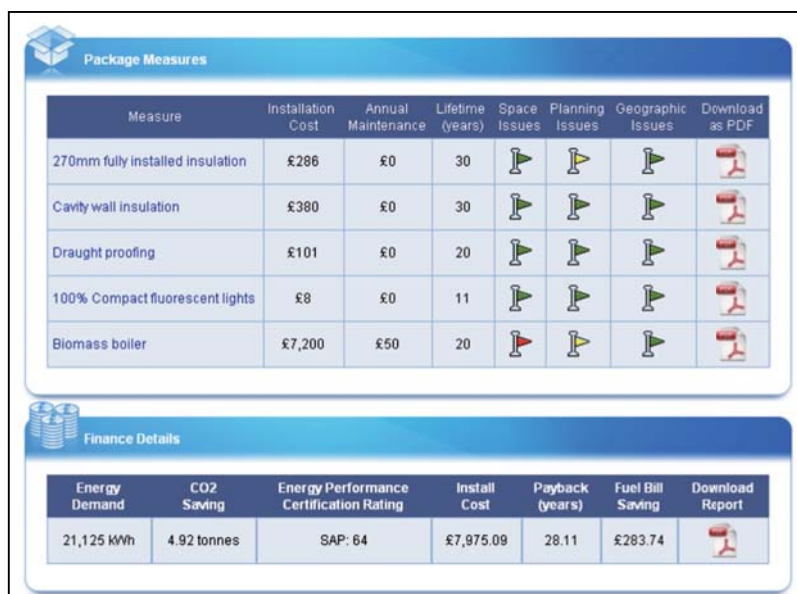 Package Measures
Measure Installation Cost Annual Maintenance Lifetime (years) Space Issues Planning Issues Geographic Issues Download as PDF
270mm fully installed insulation £286 £0 30
Cavity wall insulation £380 £0 30
Draught proofing £101 £0 20
100% Compact fluorescent lights £8 £0 11
Biomass boiler £7,200 £50 20
Finance Details
Energy Demand CO2 Saving Energy Performance Certification Rating Install Cost Payback (years) Fuel Bill Saving Download Report
21,125 kWh 4.92 tonnes SAP: 64 £7,975.09 28.11 £283.74